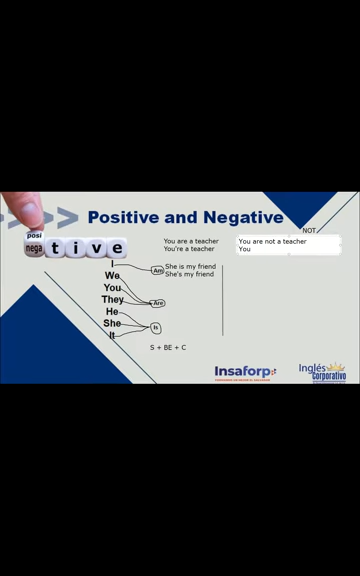 Positive and Negative
posi
nega t i v e
NOT
You are a teacher
You're a teacher
You are not a teacher
You
I
We
You
They
He
She
It
Am
Are
Is
She is my friend
She's my friend
S + BE + C
Insaforp
Inglés
Corporativo